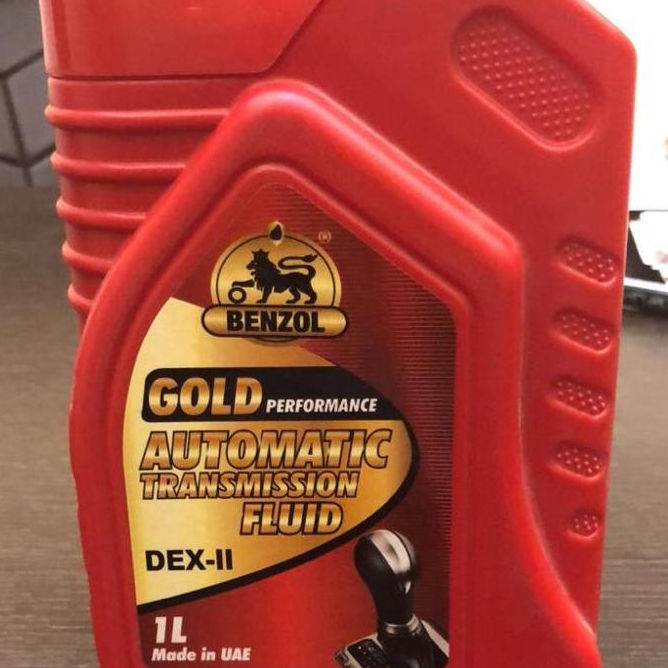 ®
BENZOL
GOLD PERFORMANCE
AUTOMATIC
TRANSMISSION
FLUID
DEX-II
1L
Made in UAE